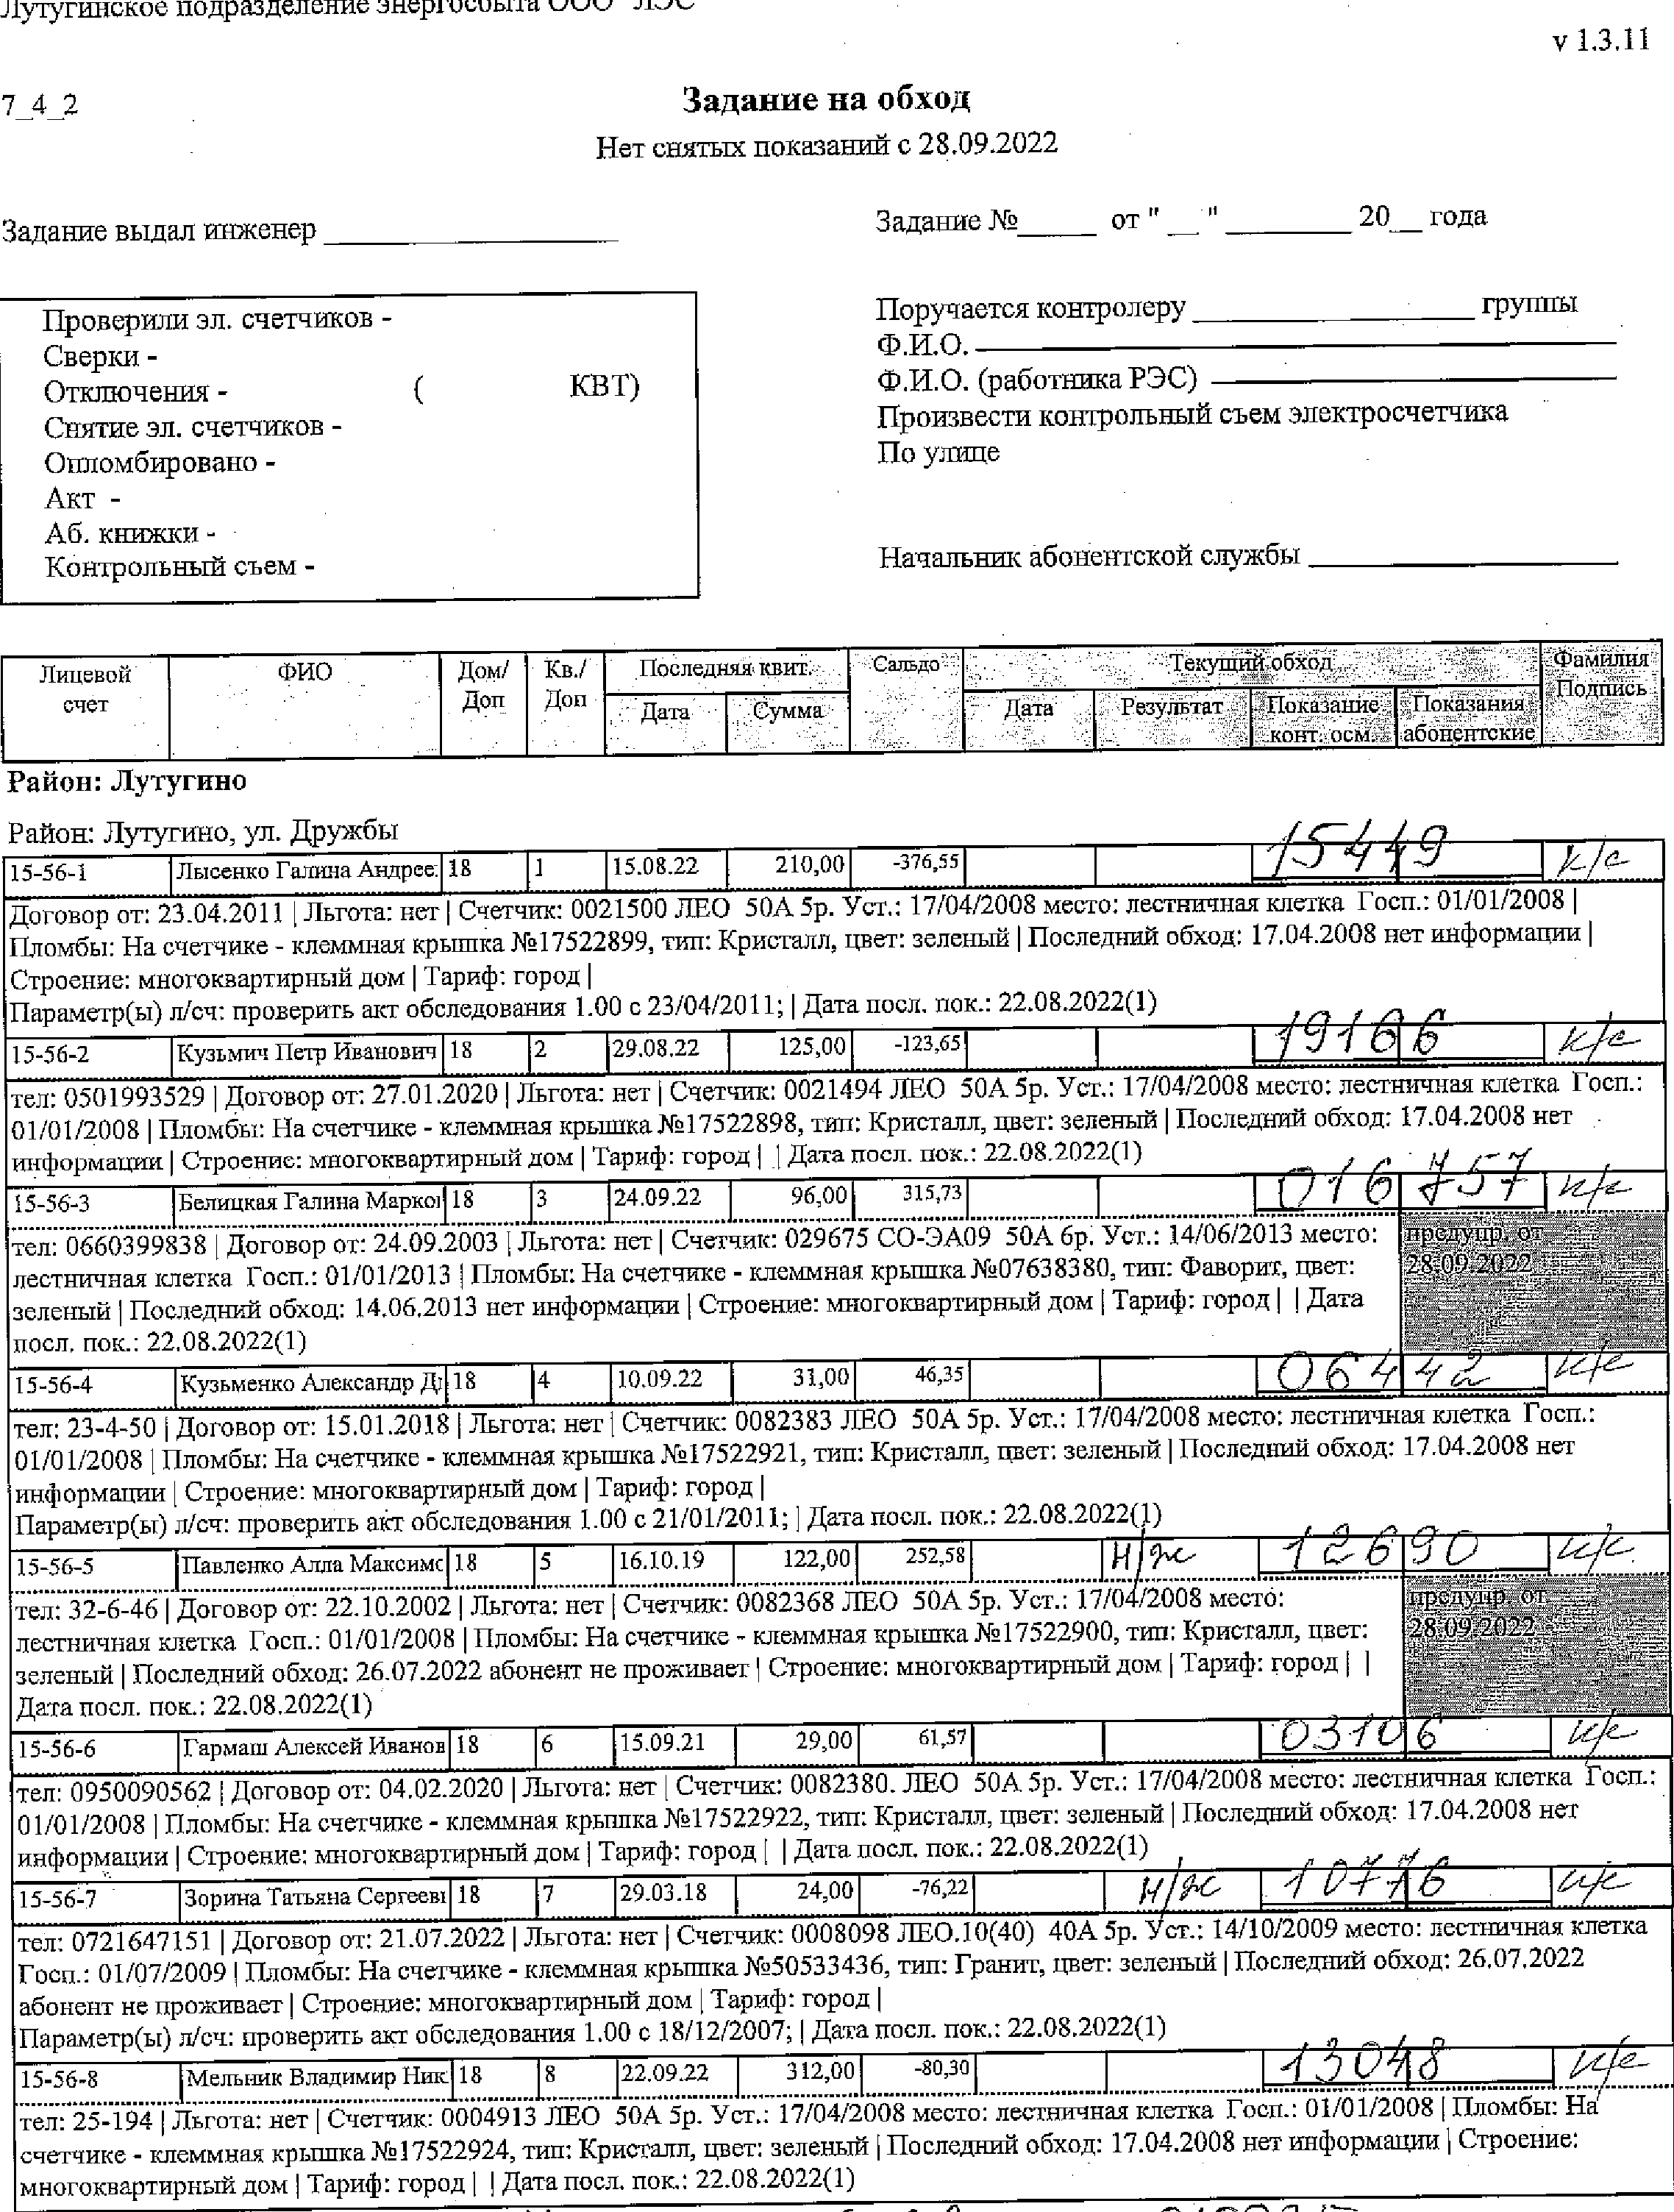 Лутугинское подразделение энергосбыта ООО "ЛЭС"
v 1.3.11
7_4_2
Задание на обход
Нет снятых показаний с 28.09.2022
Задание выдал инженер
Задание №_____ от "__" ________ 20__ года
Проверили эл. счетчиков -
Сверки -
Отключения - ( КВТ)
Снятие эл. счетчиков -
Опломбировано -
Акт -
Аб. книжки -
Контрольный съем -
Поручается контролеру __________________ группы
Ф.И.О.
Ф.И.О. (работника РЭС)
Произвести контрольный съем электросчетчика
По улице
Начальник абонентской службы
Лицевой счет | ФИО | Дом/ Доп | Кв./ Доп | Последняя квит. Дата Сумма | Сальдо | Текущий обход Дата Результат Показание конт. осм. Показания абонентские | Фамилия Подпись
Район: Лутугино
Район: Лутугино, ул. Дружбы
15-56-1 Лысенко Галина Андрее 18 1 15.08.22 210,00 -376,55 15449 к/с
Договор от: 23.04.2011 | Льгота: нет | Счетчик: 0021500 ЛЕО 50А 5р. Уст.: 17/04/2008 место: лестничная клетка Госп.: 01/01/2008 |
Пломбы: На счетчике - клеммная крышка №17522899, тип: Кристалл, цвет: зеленый | Последний обход: 17.04.2008 нет информации |
Строение: многоквартирный дом | Тариф: город |
Параметр(ы) л/сч: проверить акт обследования 1.00 с 23/04/2011; | Дата посл. пок.: 22.08.2022(1)
15-56-2 Кузьмич Петр Иванович 18 2 29.08.22 125,00 -123,65 19166 к/с
тел: 0501993529 | Договор от: 27.01.2020 | Льгота: нет | Счетчик: 0021494 ЛЕО 50А 5р. Уст.: 17/04/2008 место: лестничная клетка Госп.:
01/01/2008 | Пломбы: На счетчике - клеммная крышка №17522898, тип: Кристалл, цвет: зеленый | Последний обход: 17.04.2008 нет
информации | Строение: многоквартирный дом | Тариф: город | | Дата посл. пок.: 22.08.2022(1)
15-56-3 Белицкая Галина Марко 18 3 24.09.22 96,00 315,73 016757 к/с
тел: 0660399838 | Договор от: 24.09.2003 | Льгота: нет | Счетчик: 029675 СО-ЭА09 50А 6р. Уст.: 14/06/2013 место:
лестничная клетка Госп.: 01/01/2013 | Пломбы: На счетчике - клеммная крышка №07638380, тип: Фаворит, цвет:
зеленый | Последний обход: 14.06.2013 нет информации | Строение: многоквартирный дом | Тариф: город | | Дата
посл. пок.: 22.08.2022(1)
предупр. от
28.09.2022
15-56-4 Кузьменко Александр Д 18 4 10.09.22 31,00 46,35 06442 к/с
тел: 23-4-50 | Договор от: 15.01.2018 | Льгота: нет | Счетчик: 0082383 ЛЕО 50А 5р. Уст.: 17/04/2008 место: лестничная клетка Госп.:
01/01/2008 | Пломбы: На счетчике - клеммная крышка №17522921, тип: Кристалл, цвет: зеленый | Последний обход: 17.04.2008 нет
информации | Строение: многоквартирный дом | Тариф: город |
Параметр(ы) л/сч: проверить акт обследования 1.00 с 21/01/2011; | Дата посл. пок.: 22.08.2022(1)
15-56-5 Павленко Алла Максимо 18 5 16.10.19 122,00 252,58 н/ж 12690 к/с
тел: 32-6-46 | Договор от: 22.10.2002 | Льгота: нет | Счетчик: 0082368 ЛЕО 50А 5р. Уст.: 17/04/2008 место:
лестничная клетка Госп.: 01/01/2008 | Пломбы: На счетчике - клеммная крышка №17522900, тип: Кристалл, цвет:
зеленый | Последний обход: 26.07.2022 абонент не проживает | Строение: многоквартирный дом | Тариф: город | |
Дата посл. пок.: 22.08.2022(1)
предупр. от
28.09.2022
15-56-6 Гармаш Алексей Иванов 18 6 15.09.21 29,00 61,57 03106 к/с
тел: 0950090562 | Договор от: 04.02.2020 | Льгота: нет | Счетчик: 0082380. ЛЕО 50А 5р. Уст.: 17/04/2008 место: лестничная клетка Госп.:
01/01/2008 | Пломбы: На счетчике - клеммная крышка №17522922, тип: Кристалл, цвет: зеленый | Последний обход: 17.04.2008 нет
информации | Строение: многоквартирный дом | Тариф: город | | Дата посл. пок.: 22.08.2022(1)
15-56-7 Зорина Татьяна Сергеевн 18 7 29.03.18 24,00 -76,22 н/ж 10776 к/с
тел: 0721647151 | Договор от: 21.07.2022 | Льгота: нет | Счетчик: 0008098 ЛЕО.10(40) 40А 5р. Уст.: 14/10/2009 место: лестничная клетка
Госп.: 01/07/2009 | Пломбы: На счетчике - клеммная крышка №50533436, тип: Гранит, цвет: зеленый | Последний обход: 26.07.2022
абонент не проживает | Строение: многоквартирный дом | Тариф: город |
Параметр(ы) л/сч: проверить акт обследования 1.00 с 18/12/2007; | Дата посл. пок.: 22.08.2022(1)
15-56-8 Мельник Владимир Ник 18 8 22.09.22 312,00 -80,30 13048 к/с
тел: 25-194 | Льгота: нет | Счетчик: 0004913 ЛЕО 50А 5р. Уст.: 17/04/2008 место: лестничная клетка Госп.: 01/01/2008 | Пломбы: На
счетчике - клеммная крышка №17522924, тип: Кристалл, цвет: зеленый | Последний обход: 17.04.2008 нет информации | Строение:
многоквартирный дом | Тариф: город | | Дата посл. пок.: 22.08.2022(1)